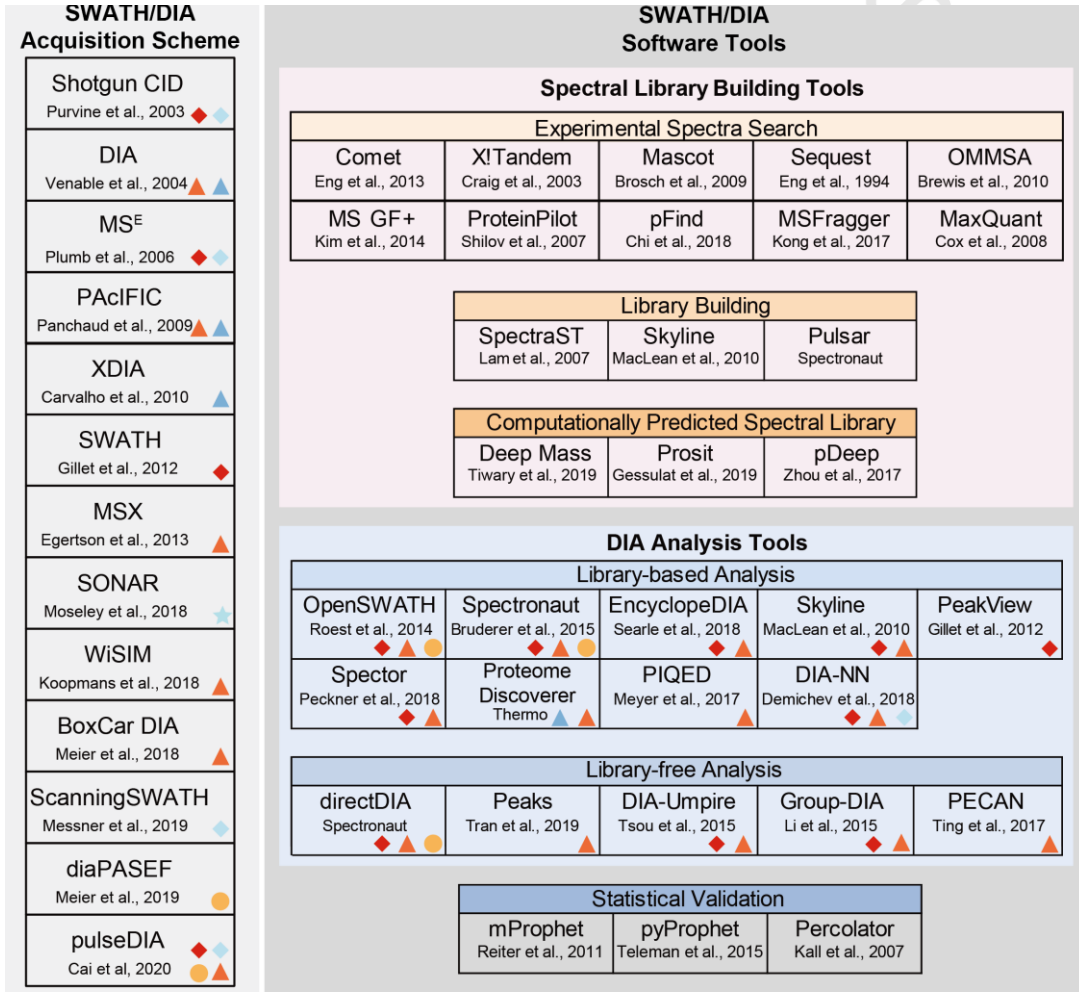 SWATH/DIA
Acquisition Scheme
Shotgun CID
Purvine et al., 2003
DIA
Venable et al., 2004
MSᴱ
Plumb et al., 2006
PAcIFIC
Panchaud et al., 2009
XDIA
Carvalho et al., 2010
SWATH
Gillet et al., 2012
MSX
Egertson et al., 2013
SONAR
Moseley et al., 2018
WiSIM
Koopmans et al., 2018
BoxCar DIA
Meier et al., 2018
ScanningSWATH
Messner et al., 2019
diaPASEF
Meier et al., 2019
pulseDIA
Cai et al, 2020
SWATH/DIA
Software Tools
Spectral Library Building Tools
Experimental Spectra Search
Comet X!Tandem Mascot Sequest OMMSA
Eng et al., 2013 Craig et al., 2003 Brosch et al., 2009 Eng et al., 1994 Brewis et al., 2010
MS GF+ ProteinPilot pFind MSFragger MaxQuant
Kim et al., 2014 Shilov et al., 2007 Chi et al., 2018 Kong et al., 2017 Cox et al., 2008
Library Building
SpectraST Skyline Pulsar
Lam et al., 2007 MacLean et al., 2010 Spectronaut
Computationally Predicted Spectral Library
Deep Mass Prosit pDeep
Tiwary et al., 2019 Gessulat et al., 2019 Zhou et al., 2017
DIA Analysis Tools
Library-based Analysis
OpenSWATH Spectronaut EncyclopeDIA Skyline PeakView
Roest et al., 2014 Bruderer et al., 2015 Searle et al., 2018 MacLean et al., 2010 Gillet et al., 2012
Spector Proteome Discoverer PIQED DIA-NN
Peckner et al., 2018 Thermo Meyer et al., 2017 Demichev et al., 2018
Library-free Analysis
directDIA Peaks DIA-Umpire Group-DIA PECAN
Spectronaut Tran et al., 2019 Tsou et al., 2015 Li et al., 2015 Ting et al., 2017
Statistical Validation
mProphet pyProphet Percolator
Reiter et al., 2011 Teleman et al., 2015 Kall et al., 2007